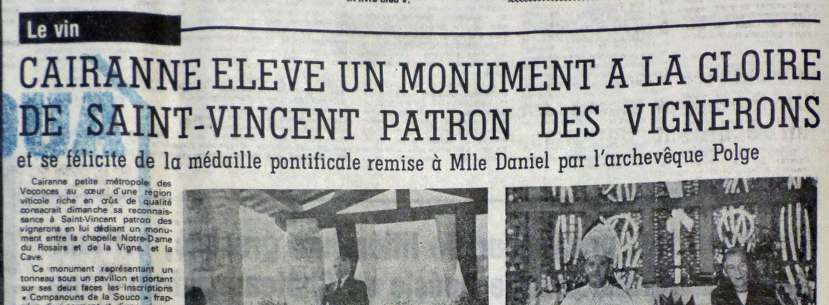 Le vin
CAIRANNE ELEVE UN MONUMENT A LA GLOIRE
DE SAINT-VINCENT PATRON DES VIGNERONS
et se félicite de la médaille pontificale remise à Mlle Daniel par l'archevêque Polge
Cairanne petite métropole des
Voconces au cœur d'une région
viticole riche en crûs de qualité
consacrait dimanche sa reconnais-
sance à Saint-Vincent patron des
vignerons en lui dédiant un monu-
ment entre la chapelle Notre-Dame
du Rosaire et de la Vigne, et la
Cave.
Ce monument représentant un
tonneau sous un pavillon et portant
sur ses deux faces les inscriptions
« Companouns de la Souco » frap-